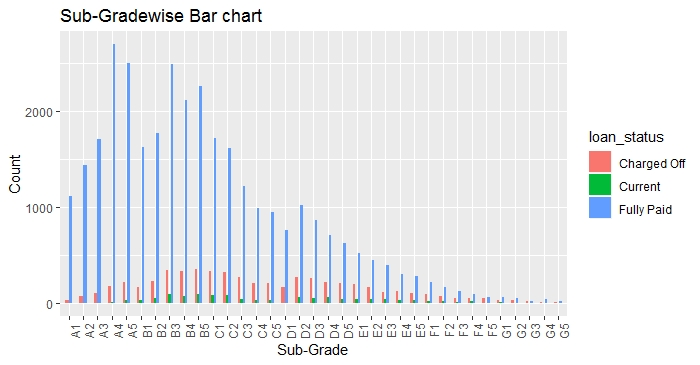 Sub-Gradewise Bar chart
Count
2000
1000
0
A1 A2 A3 A4 A5 B1 B2 B3 B4 B5 C1 C2 C3 C4 C5 D1 D2 D3 D4 D5 E1 E2 E3 E4 E5 F1 F2 F3 F4 F5 G1 G2 G3 G4 G5
Sub-Grade
loan_status
Charged Off
Current
Fully Paid